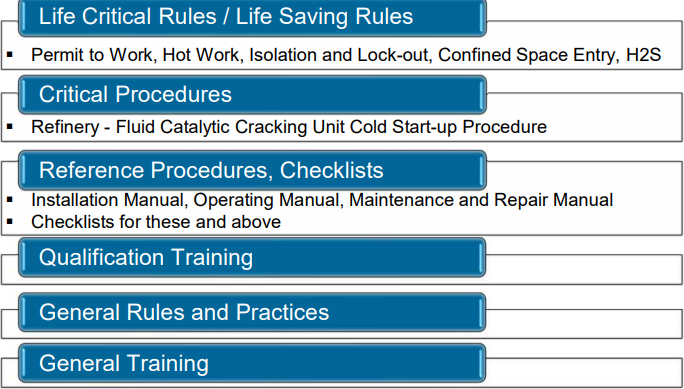 Life Critical Rules / Life Saving Rules
▪ Permit to Work, Hot Work, Isolation and Lock-out, Confined Space Entry, H2S
Critical Procedures
▪ Refinery - Fluid Catalytic Cracking Unit Cold Start-up Procedure
Reference Procedures, Checklists
▪ Installation Manual, Operating Manual, Maintenance and Repair Manual
▪ Checklists for these and above
Qualification Training
General Rules and Practices
General Training